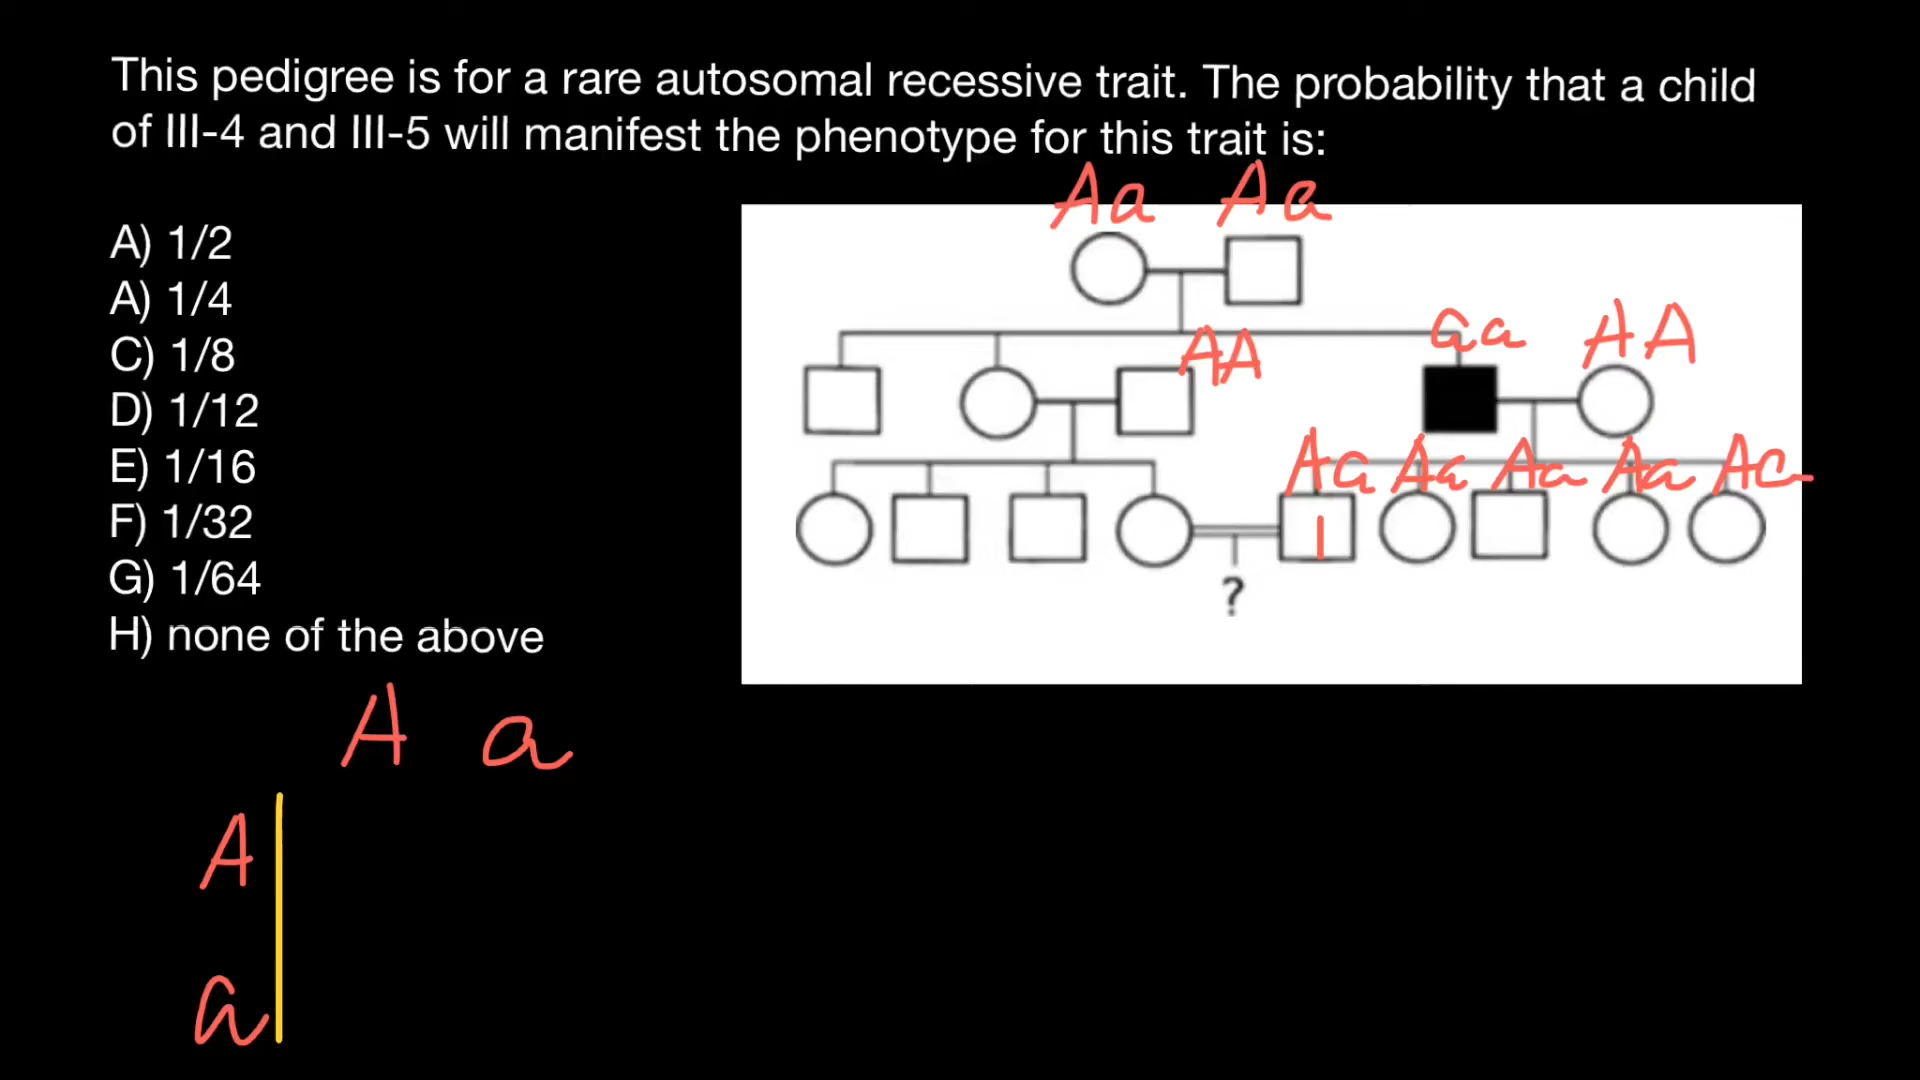 This pedigree is for a rare autosomal recessive trait. The probability that a child
of III-4 and III-5 will manifest the phenotype for this trait is:
Aa Aa
A) 1/2
A) 1/4
C) 1/8
D) 1/12
E) 1/16
F) 1/32
G) 1/64
H) none of the above
aa AA
AA
Aa Aa Aa Aa Aa
1
?
A a
A
a